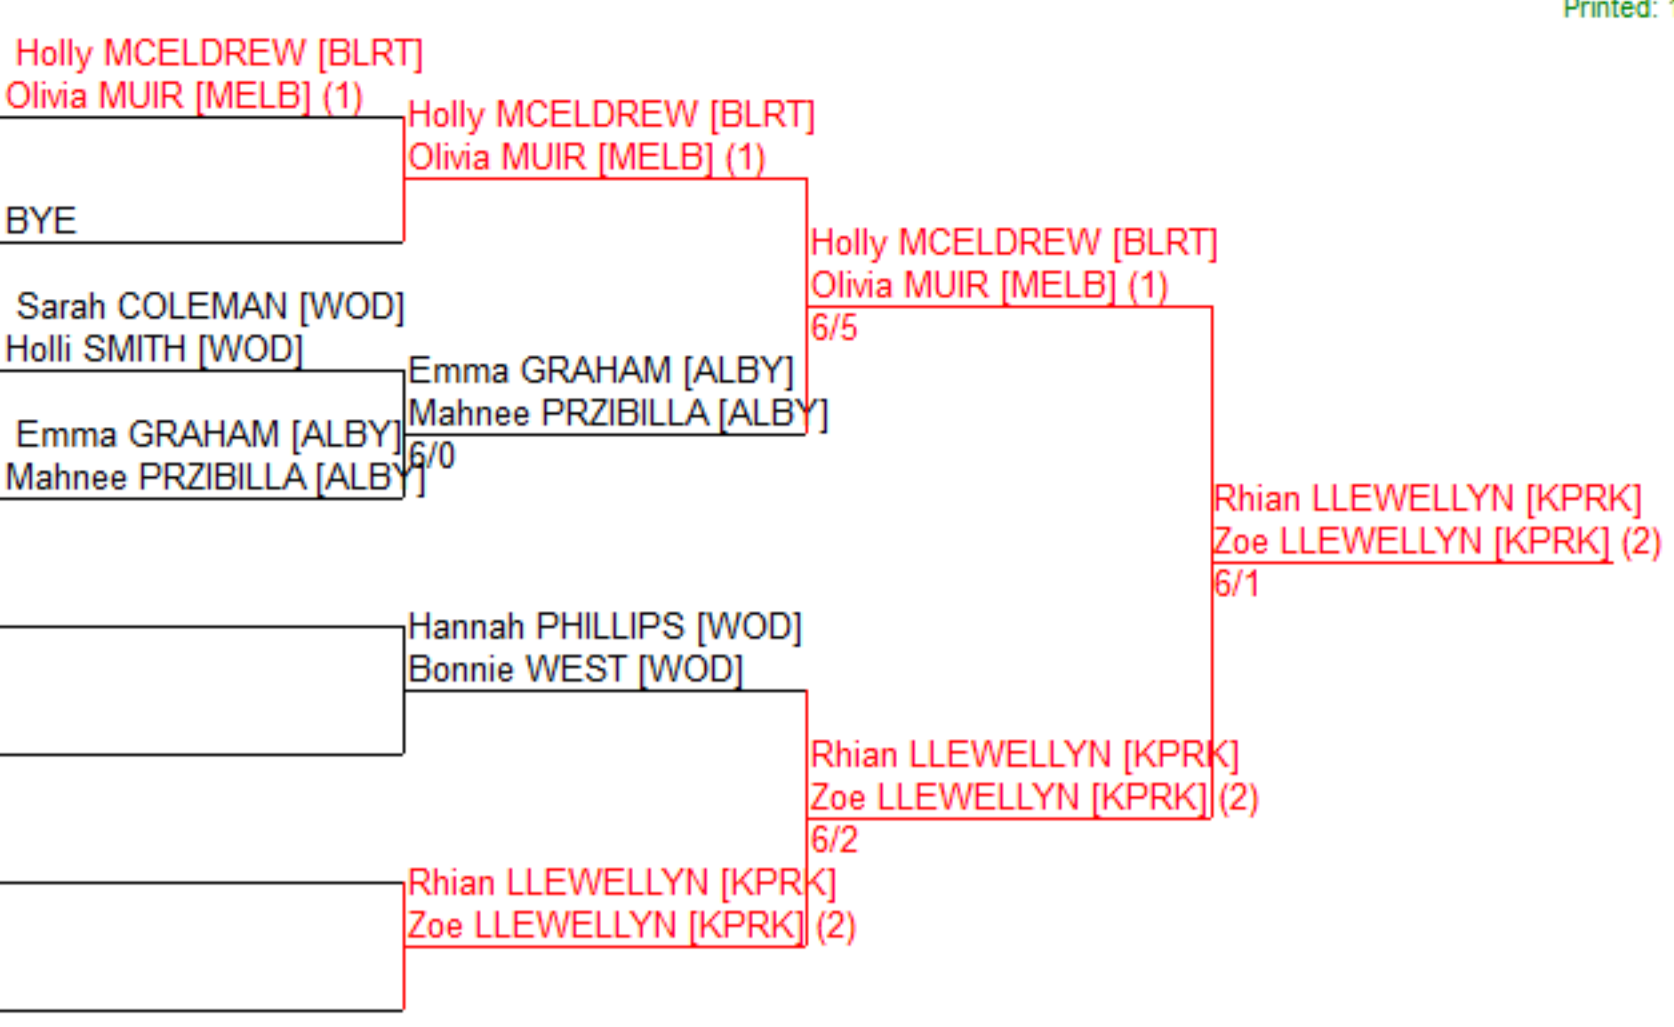 Printed:
Holly MCELDREW [BLRT]
Olivia MUIR [MELB] (1)
Holly MCELDREW [BLRT]
Olivia MUIR [MELB] (1)
BYE
Holly MCELDREW [BLRT]
Olivia MUIR [MELB] (1)
6/5
Sarah COLEMAN [WOD]
Holli SMITH [WOD]
Emma GRAHAM [ALBY]
Mahnee PRZIBILLA [ALBY]
6/0
Emma GRAHAM [ALBY]
Mahnee PRZIBILLA [ALBY]
Rhian LLEWELLYN [KPRK]
Zoe LLEWELLYN [KPRK] (2)
6/1
Hannah PHILLIPS [WOD]
Bonnie WEST [WOD]
Rhian LLEWELLYN [KPRK]
Zoe LLEWELLYN [KPRK] (2)
6/2
Rhian LLEWELLYN [KPRK]
Zoe LLEWELLYN [KPRK] (2)